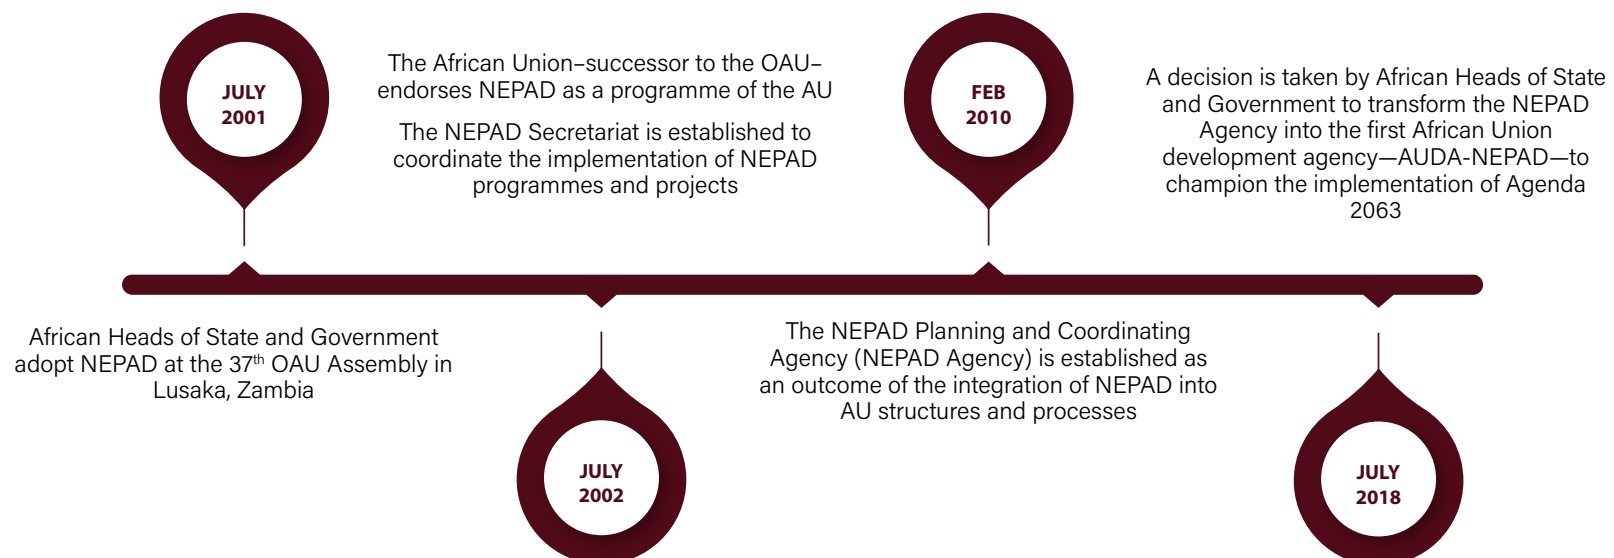 JULY
2001
African Heads of State and Government
adopt NEPAD at the 37th OAU Assembly in
Lusaka, Zambia
The African Union–successor to the OAU–
endorses NEPAD as a programme of the AU
The NEPAD Secretariat is established to
coordinate the implementation of NEPAD
programmes and projects
JULY
2002
FEB
2010
The NEPAD Planning and Coordinating
Agency (NEPAD Agency) is established as
an outcome of the integration of NEPAD into
AU structures and processes
A decision is taken by African Heads of State
and Government to transform the NEPAD
Agency into the first African Union
development agency—AUDA-NEPAD—to
champion the implementation of Agenda
2063
JULY
2018